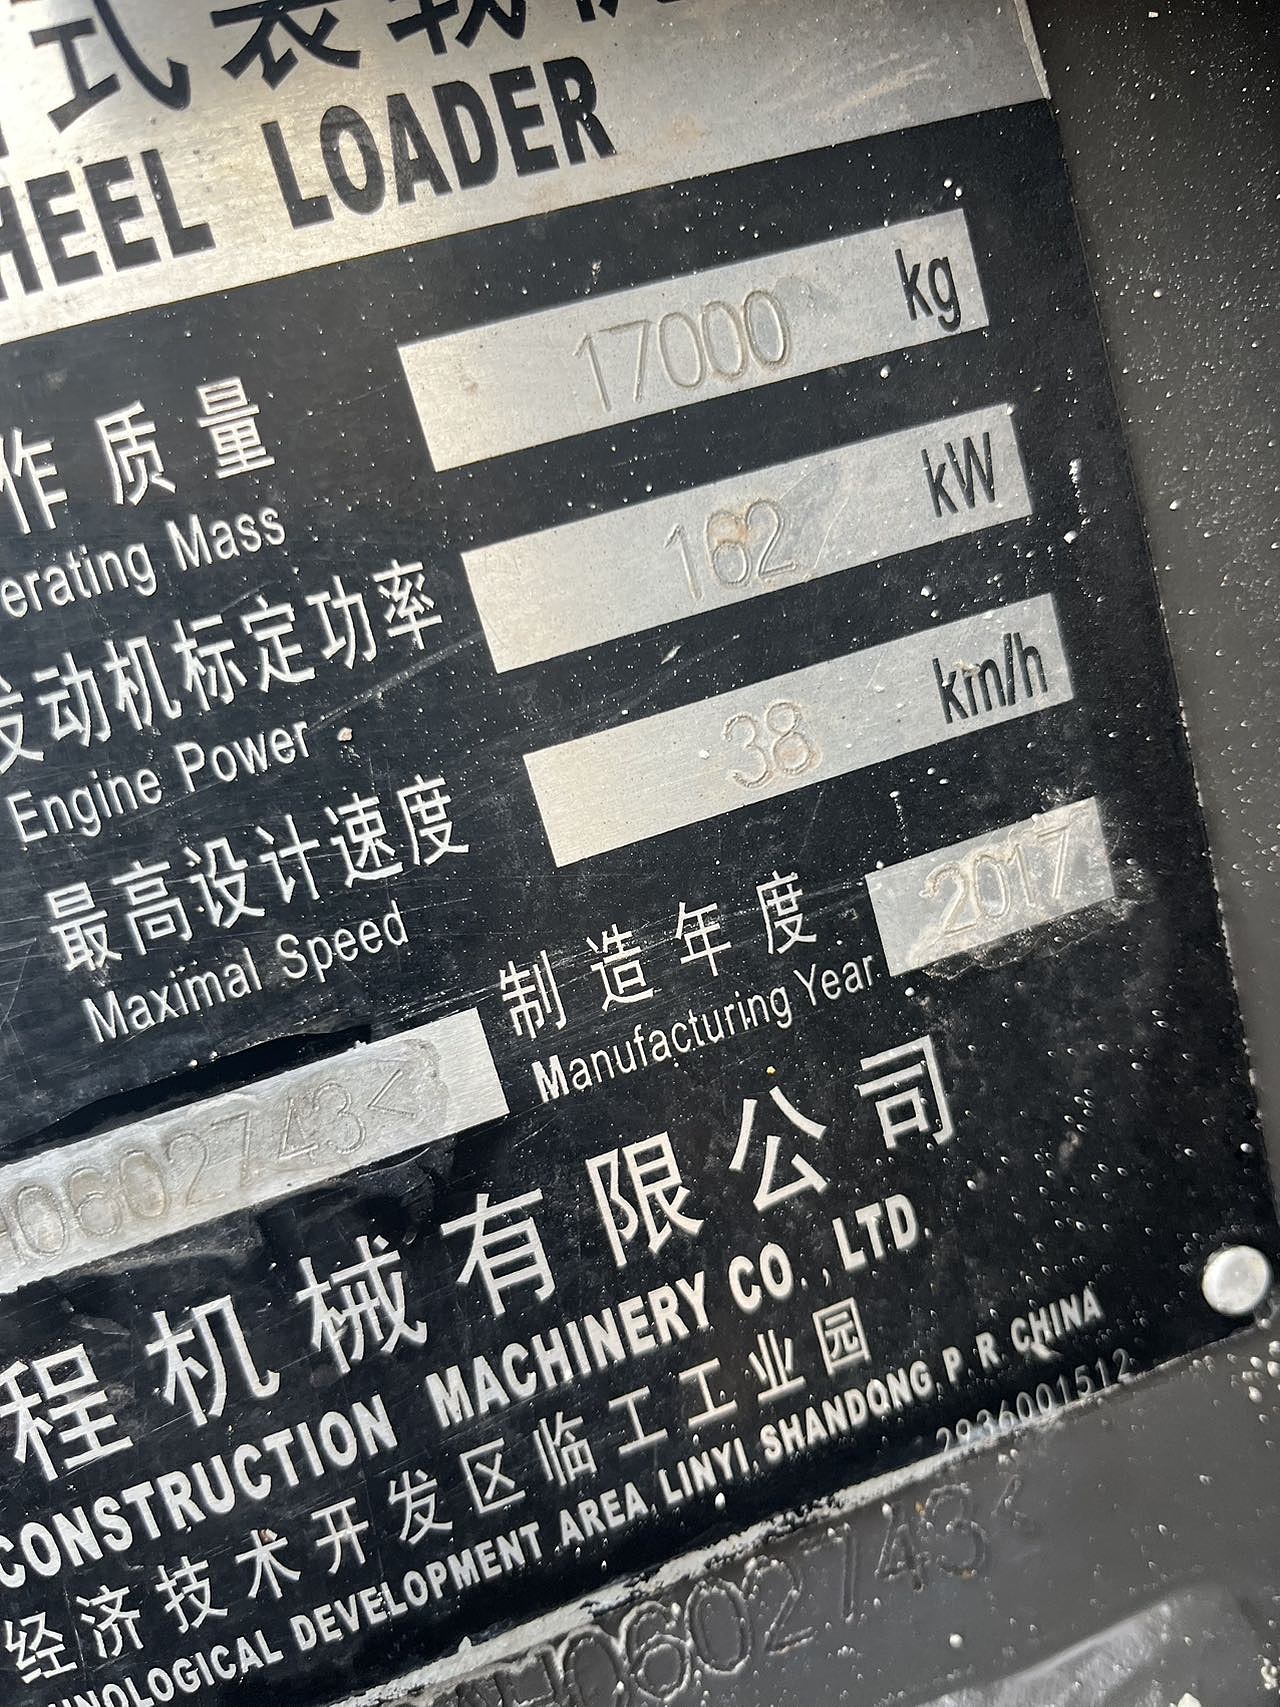 式装载机
HEEL LOADER
作质量 17000 kg
erating Mass
发动机标定功率 162 kW
Engine Power
最高设计速度 38 km/h
Maximal Speed
制造年度 2017
Manufacturing Year
H0602743<
程机械有限公司
CONSTRUCTION MACHINERY CO., LTD.
经济技术开发区临工工业园
HNOLOGICAL DEVELOPMENT AREA, LINYI, SHANDONG, P. R. CHINA
2936001512
H0602743<